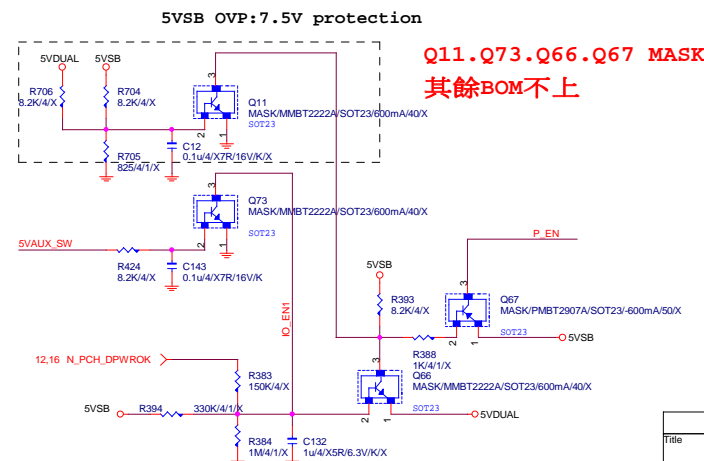 5VSB OVP:7.5V protection
Q11.Q73.Q66.Q67 MASK
其餘BOM不上
5VDUAL
5VSB
R706
8.2K/4/X
R704
8.2K/4/X
3
Q11
MASK/MMBT2222A/SOT23/600mA/40/X
SOT23
2
1
R705
825/4/1/X
C12
0.1u/4/X7R/16V/K/X
3
Q73
MASK/MMBT2222A/SOT23/600mA/40/X
SOT23
2
1
5VAUX_SW
R424
8.2K/4/X
C143
0.1u/4/X7R/16V/K
IO_EN1
P_EN
5VSB
R393
8.2K/4/X
3
Q67
MASK/PMBT2907A/SOT23/-600mA/50/X
SOT23
2
1
5VSB
R388
1K/4/1/X
12,16 N_PCH_DPWROK
R383
150K/4/X
3
Q66
MASK/MMBT2222A/SOT23/600mA/40/X
SOT23
2
1
5VDUAL
5VSB
R394
330K/4/1/X
R384
1M/4/1/X
C132
1u/4/X5R/6.3V/K/X
Title